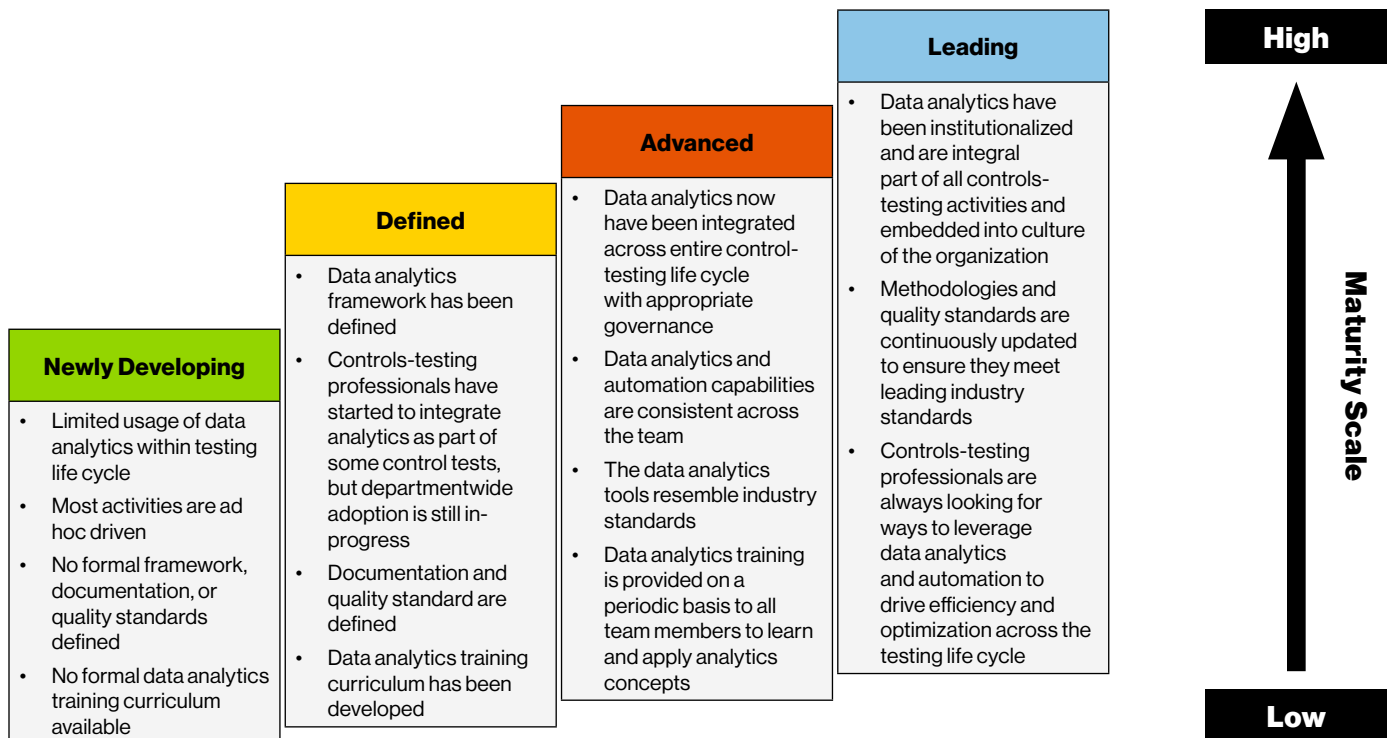 Newly Developing
• Limited usage of data
analytics within testing
life cycle
• Most activities are ad
hoc driven
• No formal framework,
documentation, or
quality standards
defined
• No formal data analytics
training curriculum
available
Defined
• Data analytics
framework has been
defined
• Controls-testing
professionals have
started to integrate
analytics as part of
some control tests,
but departmentwide
adoption is still in-
progress
• Documentation and
quality standard are
defined
• Data analytics training
curriculum has been
developed
Advanced
• Data analytics now
have been integrated
across entire control-
testing life cycle
with appropriate
governance
• Data analytics and
automation capabilities
are consistent across
the team
• The data analytics
tools resemble industry
standards
• Data analytics training
is provided on a
periodic basis to all
team members to learn
and apply analytics
concepts
Leading
• Data analytics have
been institutionalized
and are integral
part of all controls-
testing activities and
embedded into culture
of the organization
• Methodologies and
quality standards are
continuously updated
to ensure they meet
leading industry
standards
• Controls-testing
professionals are
always looking for
ways to leverage
data analytics
and automation to
drive efficiency and
optimization across the
testing life cycle
High
Maturity Scale
Low